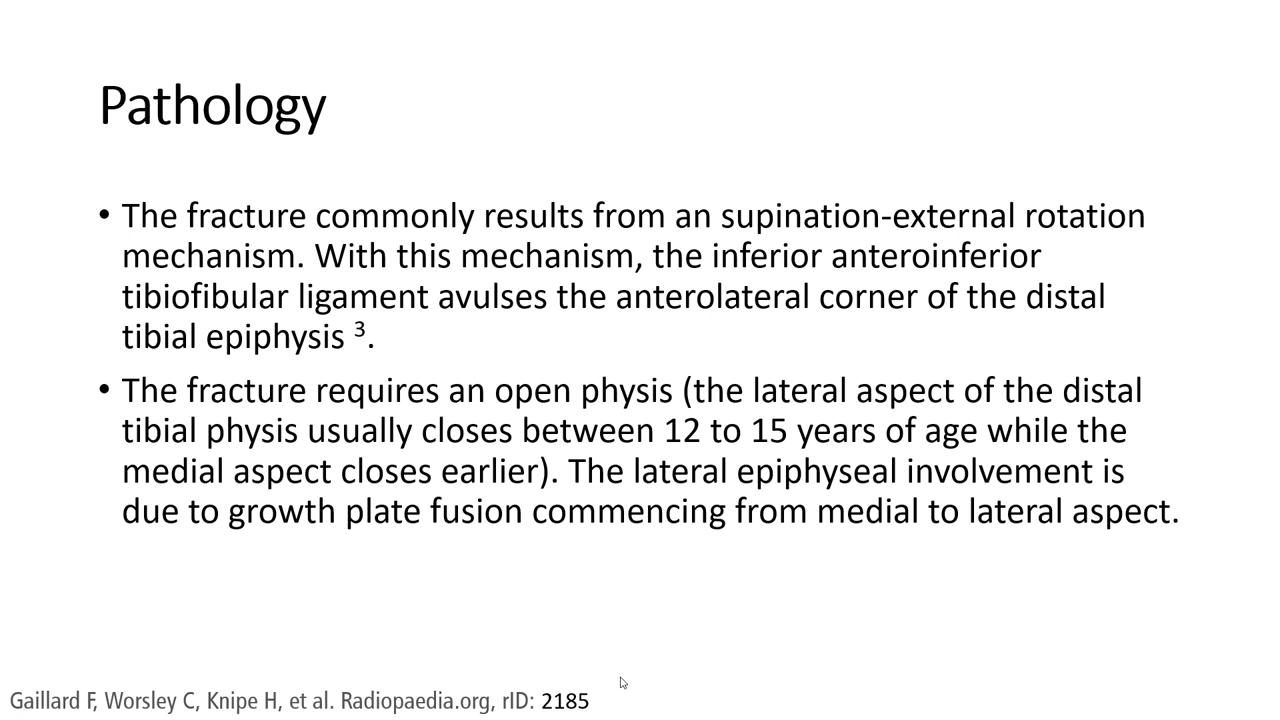 Pathology
• The fracture commonly results from an supination-external rotation
mechanism. With this mechanism, the inferior anteroinferior
tibiofibular ligament avulses the anterolateral corner of the distal
tibial epiphysis ³.
• The fracture requires an open physis (the lateral aspect of the distal
tibial physis usually closes between 12 to 15 years of age while the
medial aspect closes earlier). The lateral epiphyseal involvement is
due to growth plate fusion commencing from medial to lateral aspect.
Gaillard F, Worsley C, Knipe H, et al. Radiopaedia.org, rID: 2185